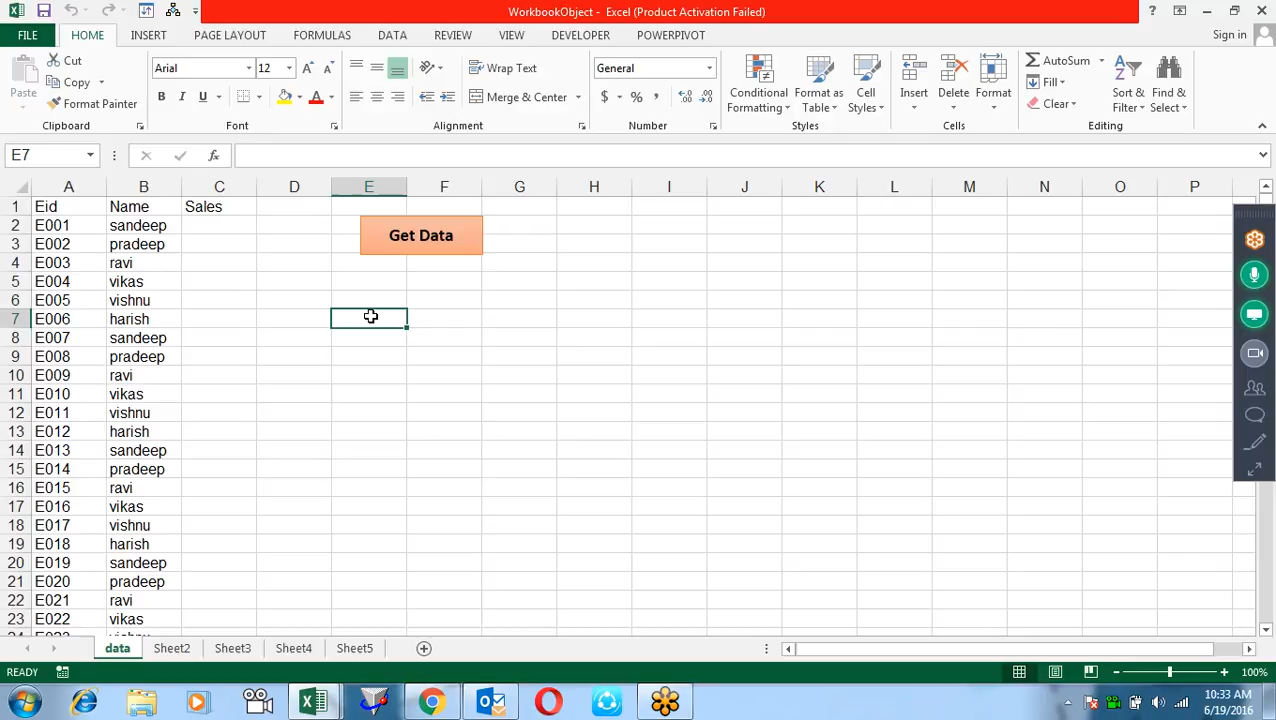 WorkbookObject - Excel (Product Activation Failed)
Sign in
FILE HOME INSERT PAGE LAYOUT FORMULAS DATA REVIEW VIEW DEVELOPER POWERPIVOT
Paste
Cut
Copy
Format Painter
Clipboard
Arial 12
B I U
Font
Wrap Text
Merge & Center
Alignment
General
$ % ,
Number
Conditional Formatting
Format as Table
Cell Styles
Styles
Insert Delete Format
Cells
AutoSum
Fill
Clear
Sort & Filter
Find & Select
Editing
E7
A B C D E F G H I J K L M N O P
1 Eid Name Sales
2 E001 sandeep
Get Data
3 E002 pradeep
4 E003 ravi
5 E004 vikas
6 E005 vishnu
7 E006 harish
8 E007 sandeep
9 E008 pradeep
10 E009 ravi
11 E010 vikas
12 E011 vishnu
13 E012 harish
14 E013 sandeep
15 E014 pradeep
16 E015 ravi
17 E016 vikas
18 E017 vishnu
19 E018 harish
20 E019 sandeep
21 E020 pradeep
22 E021 ravi
23 E022 vikas
data Sheet2 Sheet3 Sheet4 Sheet5
READY
100%
10:33 AM
6/19/2016